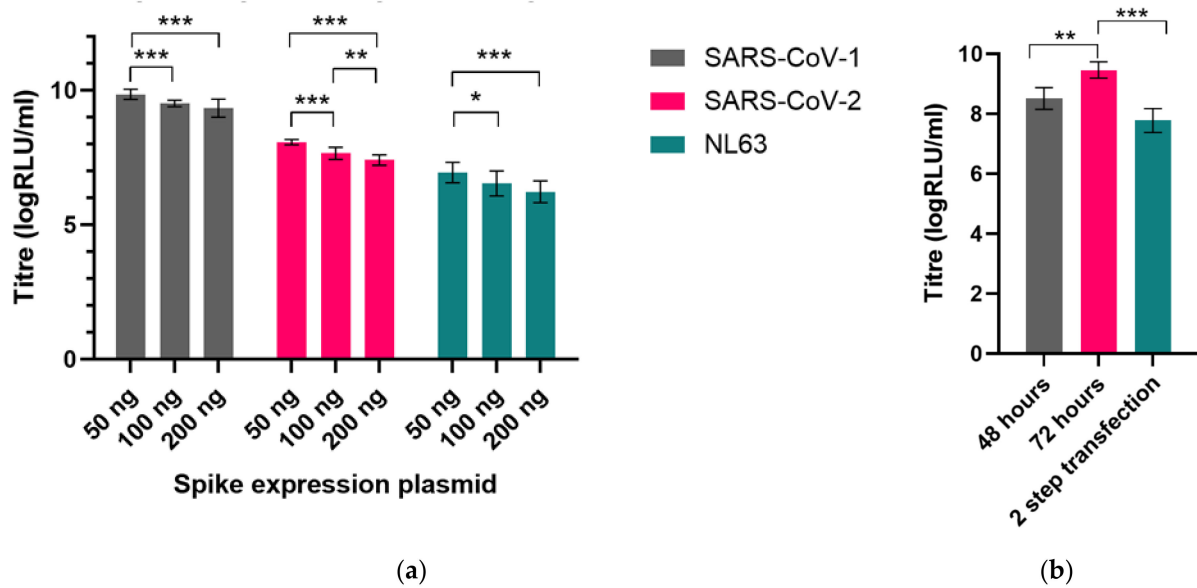 ***
***
***
***
**
***
***
*
Titre (logRLU/ml)
10
5
0
50 ng
100 ng
200 ng
50 ng
100 ng
200 ng
50 ng
100 ng
200 ng
Spike expression plasmid
(a)
SARS-CoV-1
SARS-CoV-2
NL63
**
***
Titre (logRLU/ml)
10
8
6
4
2
0
48 hours
72 hours
2 step transfection
(b)